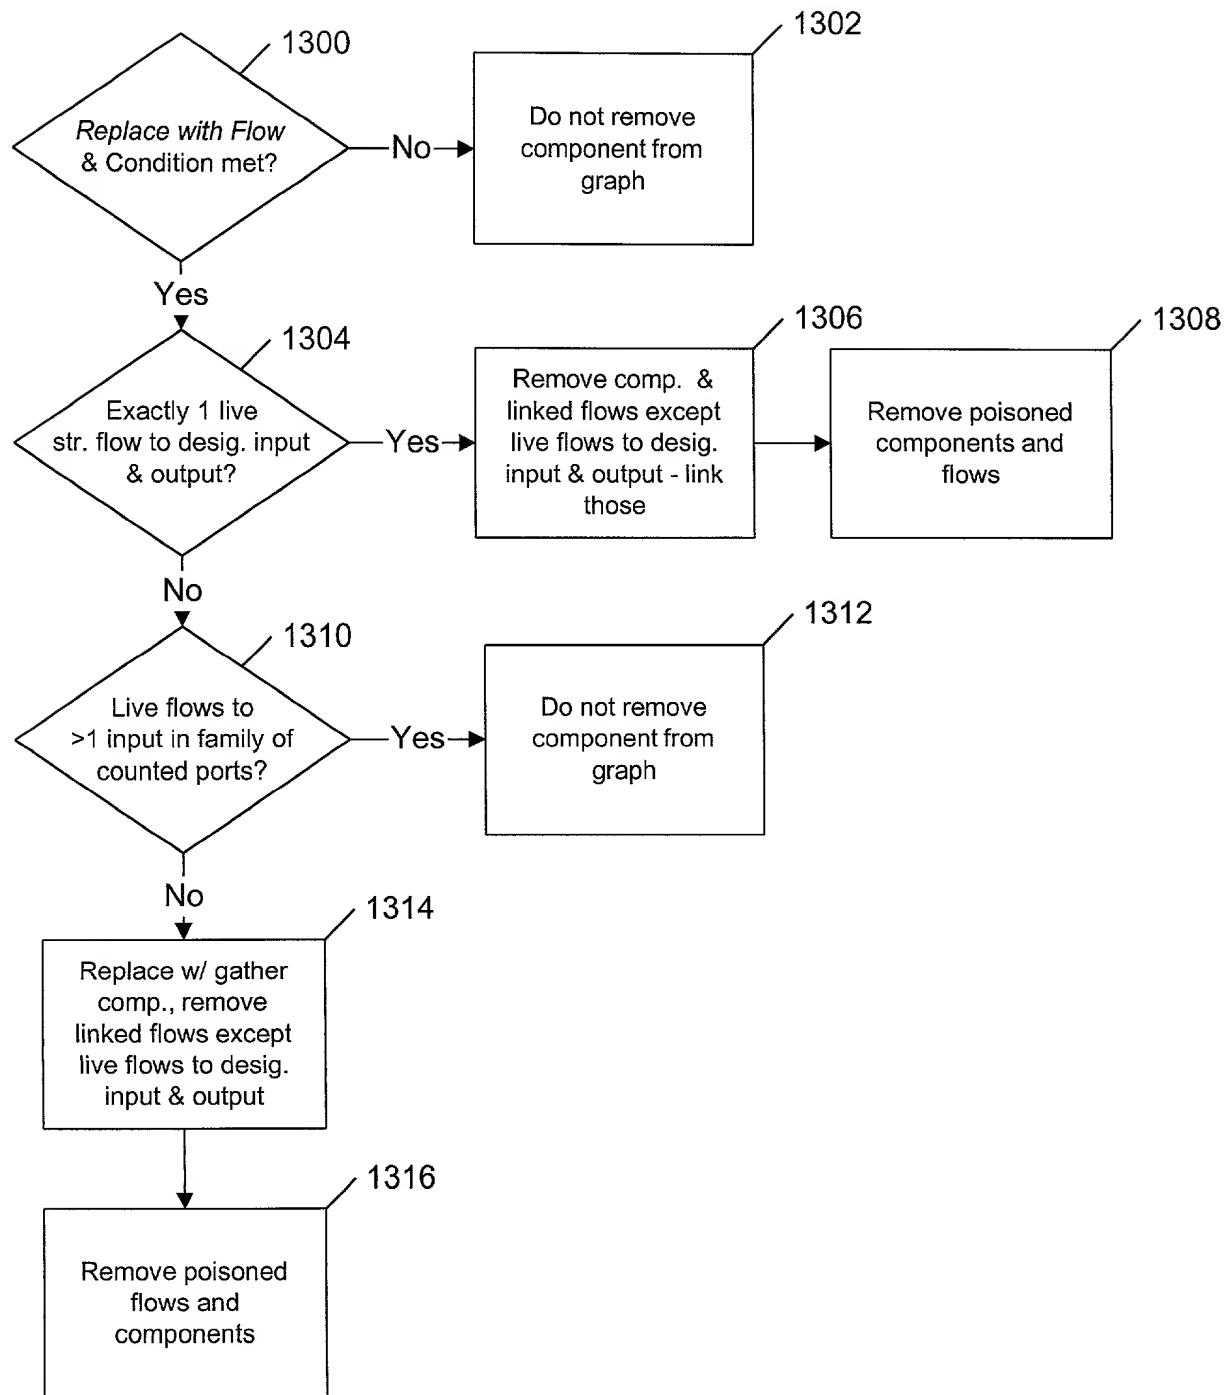 1300
Replace with Flow
& Condition met?
No
1302
Do not remove
component from
graph
Yes
1304
Exactly 1 live
str. flow to desig. input
& output?
Yes
1306
Remove comp. &
linked flows except
live flows to desig.
input & output - link
those
1308
Remove poisoned
components and
flows
No
1310
Live flows to
>1 input in family of
counted ports?
Yes
1312
Do not remove
component from
graph
No
1314
Replace w/ gather
comp., remove
linked flows except
live flows to desig.
input & output
1316
Remove poisoned
flows and
components